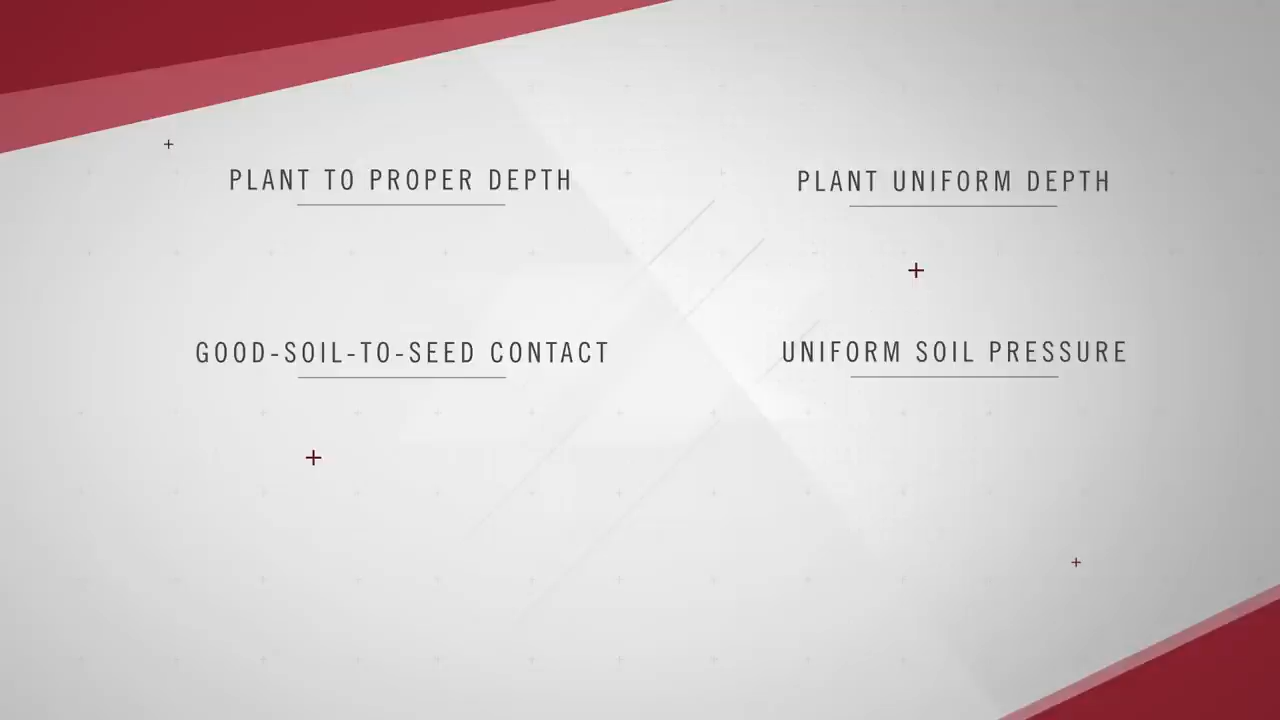 PLANT TO PROPER DEPTH
PLANT UNIFORM DEPTH
GOOD-SOIL-TO-SEED CONTACT
UNIFORM SOIL PRESSURE